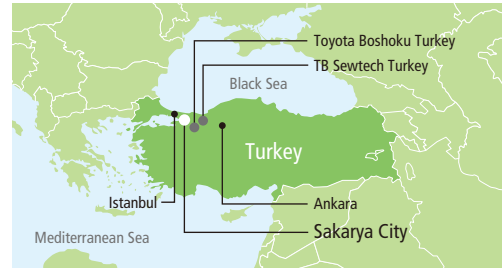 Toyota Boshoku Turkey
TB Sewtech Turkey
Black Sea
Turkey
Istanbul
Ankara
Sakarya City
Mediterranean Sea